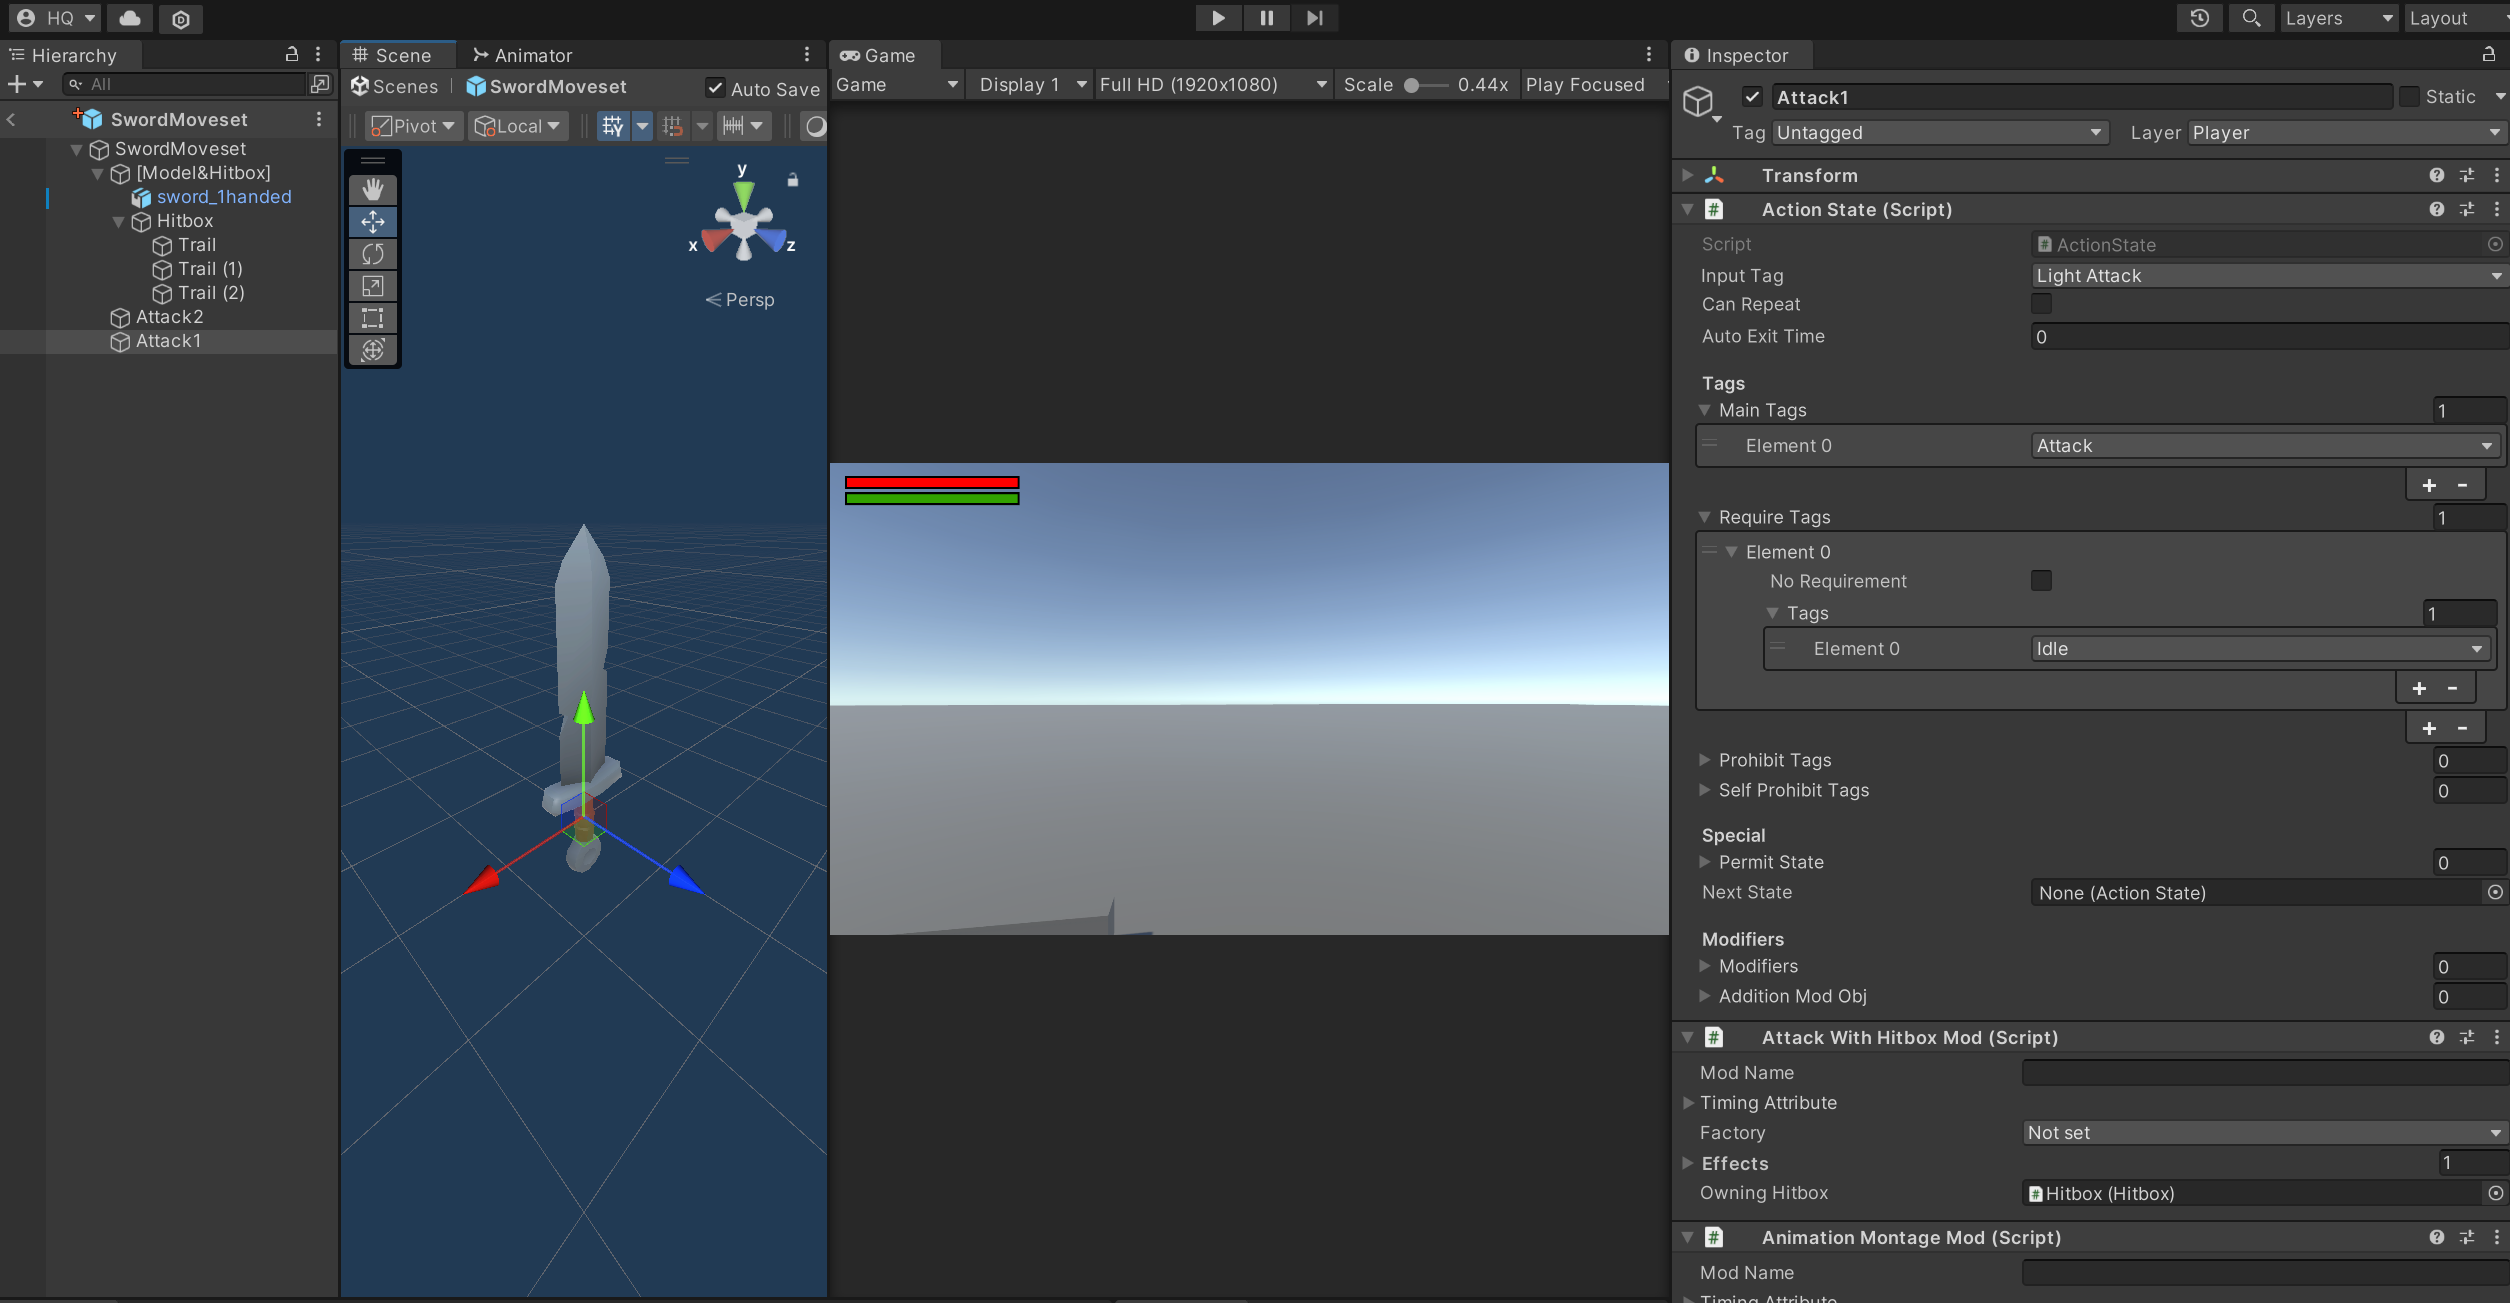 HQ
Layers
Layout
Hierarchy
All
SwordMoveset
SwordMoveset
[Model&Hitbox]
sword_1handed
Hitbox
Trail
Trail (1)
Trail (2)
Attack2
Attack1
Scene
Animator
Scenes
SwordMoveset
Auto Save
Pivot
Local
y
x
z
Persp
Game
Game
Display 1
Full HD (1920x1080)
Scale
0.44x
Play Focused
Inspector
Attack1
Static
Tag
Untagged
Layer
Player
Transform
Action State (Script)
Script
ActionState
Input Tag
Light Attack
Can Repeat
Auto Exit Time
0
Tags
Main Tags
1
Element 0
Attack
+ -
Require Tags
1
Element 0
No Requirement
Tags
1
Element 0
Idle
+ -
+ -
Prohibit Tags
0
Self Prohibit Tags
0
Special
Permit State
0
Next State
None (Action State)
Modifiers
Modifiers
0
Addition Mod Obj
0
Attack With Hitbox Mod (Script)
Mod Name
Timing Attribute
Factory
Not set
Effects
1
Owning Hitbox
Hitbox (Hitbox)
Animation Montage Mod (Script)
Mod Name
Timing Attribute